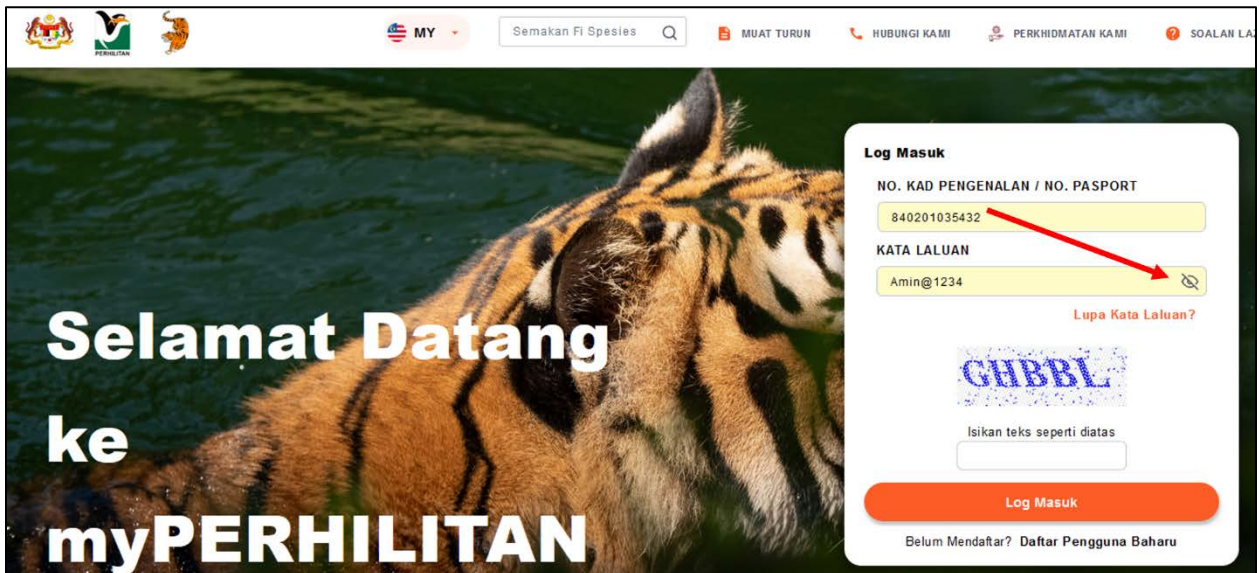 PERHILITAN
MY
Semakan Fi Spesies
MUAT TURUN
HUBUNGI KAMI
PERKHIDMATAN KAMI
SOALAN LAZ
Selamat Datang
ke
myPERHILITAN
Log Masuk
NO. KAD PENGENALAN / NO. PASPORT
840201035432
KATA LALUAN
Amin@1234
Lupa Kata Laluan?
GHBBL
Isikan teks seperti diatas
Log Masuk
Belum Mendaftar? Daftar Pengguna Baharu